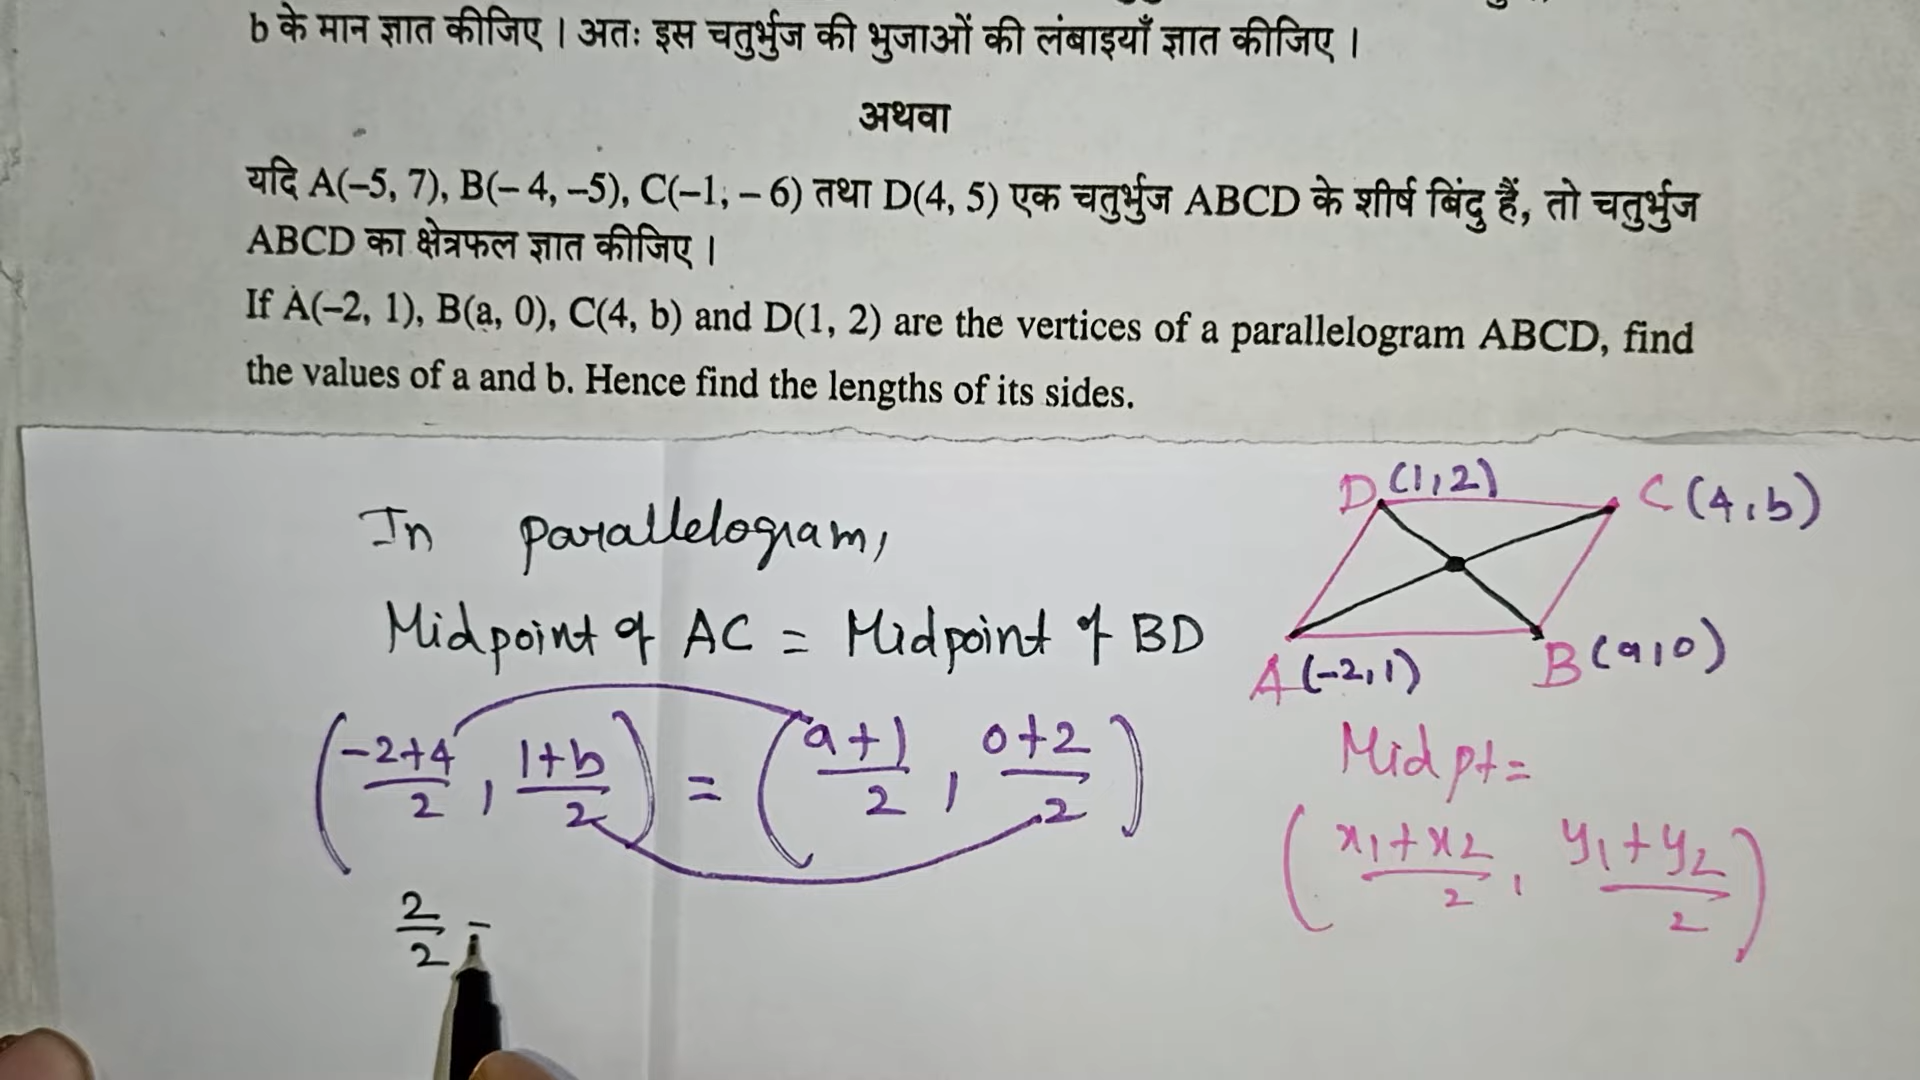 b के मान ज्ञात कीजिए । अतः इस चतुर्भुज की भुजाओं की लंबाइयाँ ज्ञात कीजिए ।
अथवा
यदि A(–5, 7), B(– 4, –5), C(–1, – 6) तथा D(4, 5) एक चतुर्भुज ABCD के शीर्ष बिंदु हैं, तो चतुर्भुज
ABCD का क्षेत्रफल ज्ञात कीजिए ।
If A(–2, 1), B(a, 0), C(4, b) and D(1, 2) are the vertices of a parallelogram ABCD, find
the values of a and b. Hence find the lengths of its sides.
In parallelogram,
Midpoint of AC = Midpoint of BD
(-2+4/2, 1+b/2) = (a+1/2, 0+2/2)
2/2 =
D (1,2)
C (4,b)
A (-2,1)
B (a,0)
Mid pt =
(x1+x2/2, y1+y2/2)